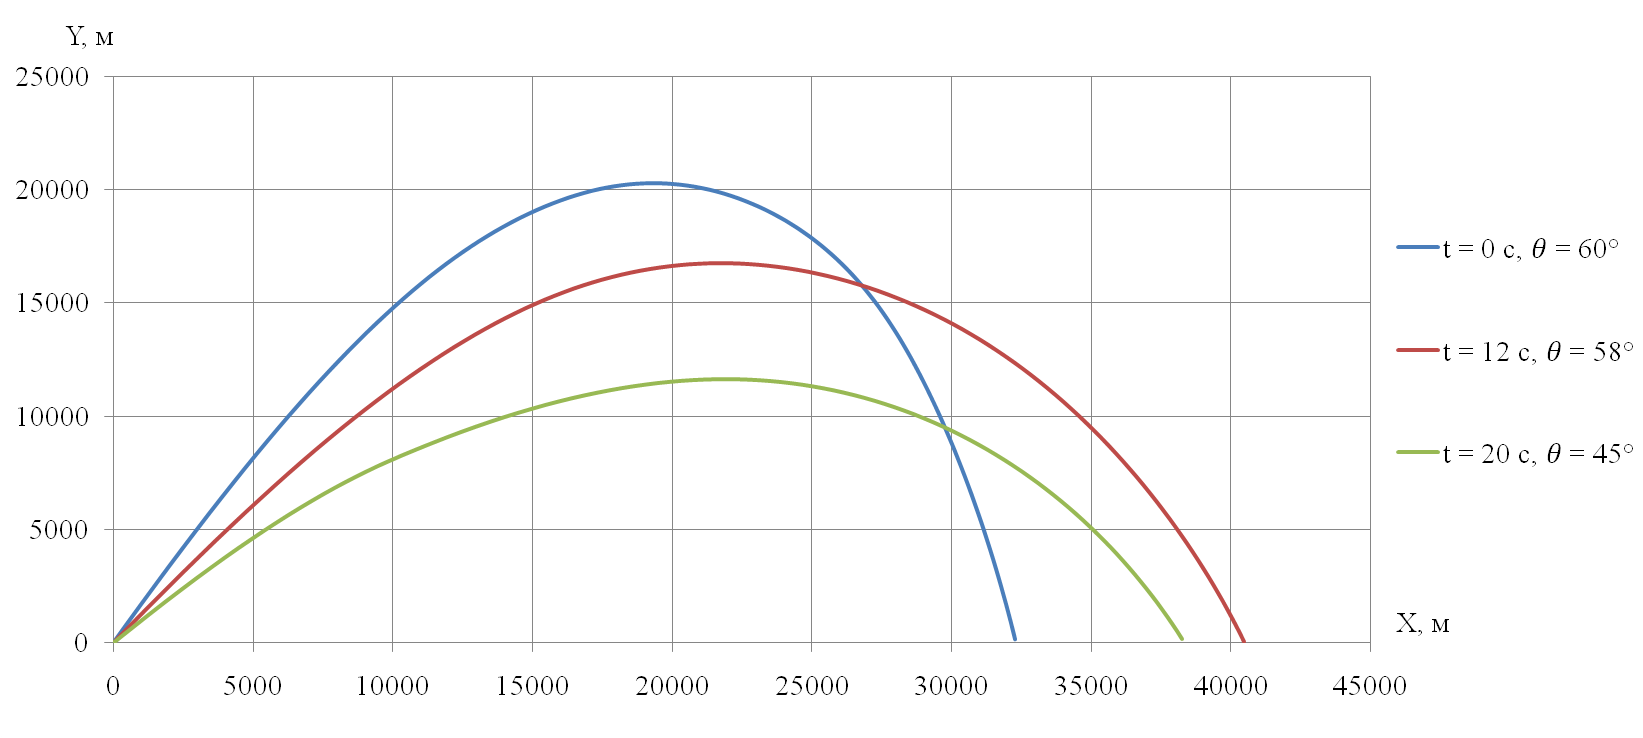 Y, м
25000
20000
15000
10000
5000
0
0 5000 10000 15000 20000 25000 30000 35000 40000 45000
X, м
t = 0 с, θ = 60°
t = 12 с, θ = 58°
t = 20 с, θ = 45°